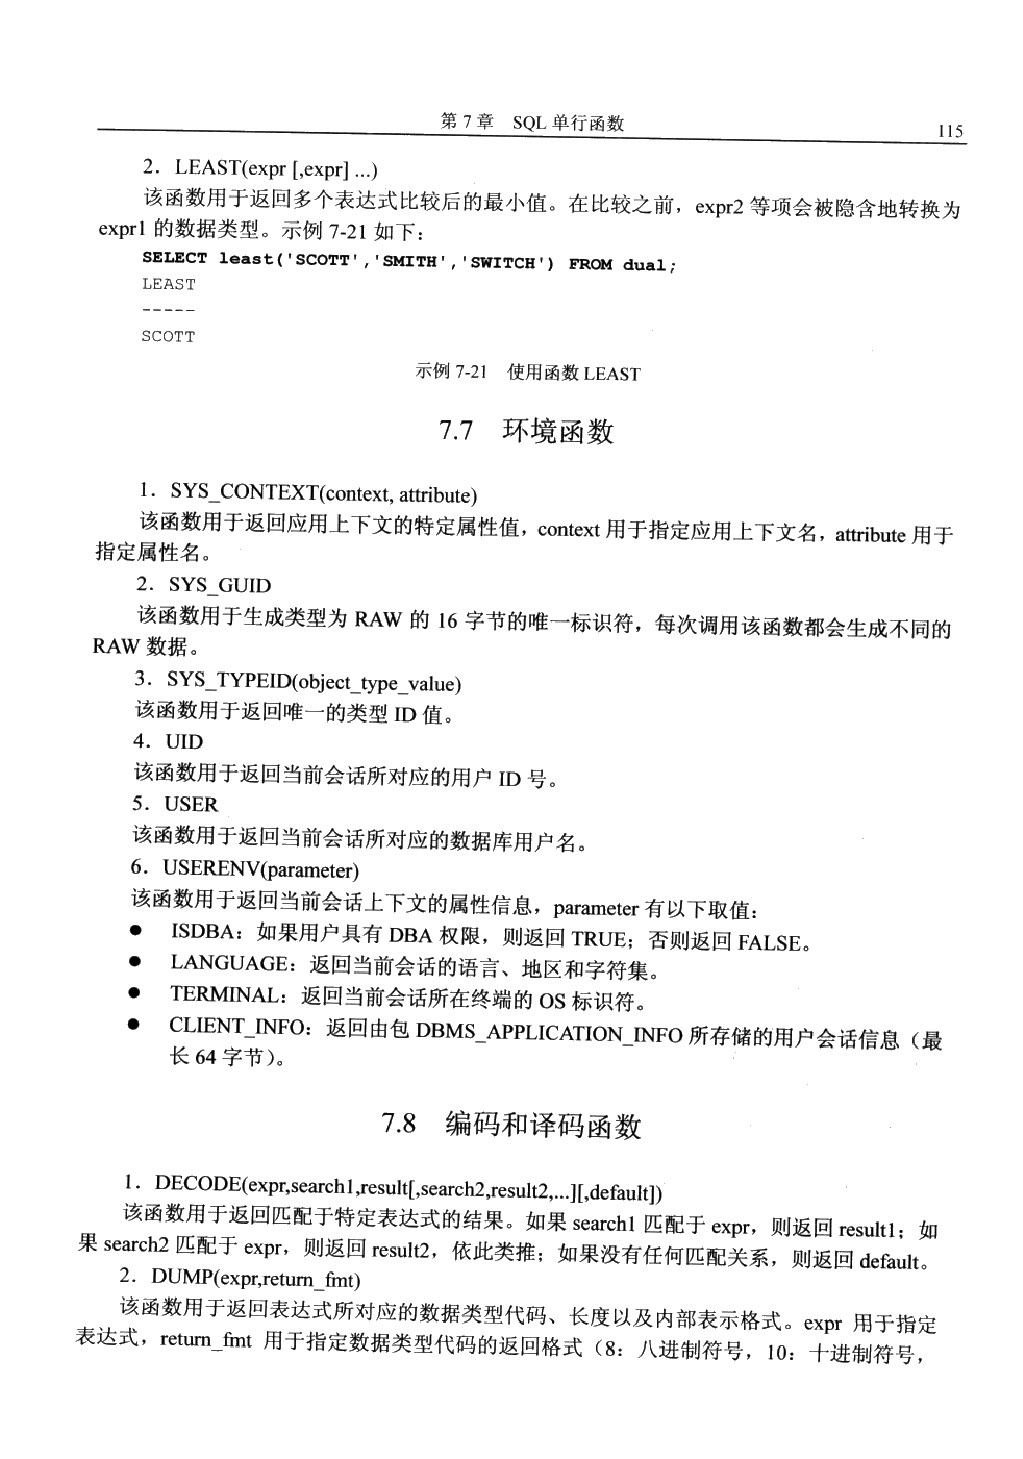 第 7 章 SQL 单行函数
115
2．LEAST(expr [,expr] ...)
该函数用于返回多个表达式比较后的最小值。在比较之前，expr2 等项会被隐含地转换为
expr1 的数据类型。示例 7-21 如下：
SELECT least('SCOTT','SMITH','SWITCH') FROM dual;
LEAST
-----
SCOTT
示例 7-21 使用函数 LEAST
7.7 环境函数
1．SYS_CONTEXT(context, attribute)
该函数用于返回应用上下文的特定属性值，context 用于指定应用上下文名，attribute 用于
指定属性名。
2．SYS_GUID
该函数用于生成类型为 RAW 的 16 字节的唯一标识符，每次调用该函数都会生成不同的
RAW 数据。
3．SYS_TYPEID(object_type_value)
该函数用于返回唯一的类型 ID 值。
4．UID
该函数用于返回当前会话所对应的用户 ID 号。
5．USER
该函数用于返回当前会话所对应的数据库用户名。
6．USERENV(parameter)
该函数用于返回当前会话上下文的属性信息，parameter 有以下取值：
● ISDBA：如果用户具有 DBA 权限，则返回 TRUE；否则返回 FALSE。
● LANGUAGE：返回当前会话的语言、地区和字符集。
● TERMINAL：返回当前会话所在终端的 OS 标识符。
● CLIENT_INFO：返回由包 DBMS_APPLICATION_INFO 所存储的用户会话信息（最
长 64 字节）。
7.8 编码和译码函数
1．DECODE(expr,search1,result[,search2,result2,...][,default])
该函数用于返回匹配于特定表达式的结果。如果 search1 匹配于 expr，则返回 result1；如
果 search2 匹配于 expr，则返回 result2，依此类推；如果没有任何匹配关系，则返回 default。
2．DUMP(expr,return_fmt)
该函数用于返回表达式所对应的数据类型代码、长度以及内部表示格式。expr 用于指定
表达式，return_fmt 用于指定数据类型代码的返回格式（8：八进制符号，10：十进制符号，